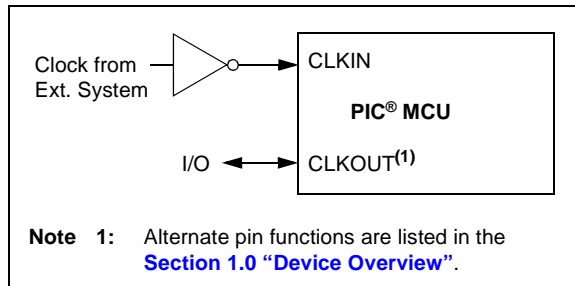 Clock from
Ext. System
CLKIN
PIC® MCU
I/O
CLKOUT(1)
Note 1: Alternate pin functions are listed in the
Section 1.0 “Device Overview”.